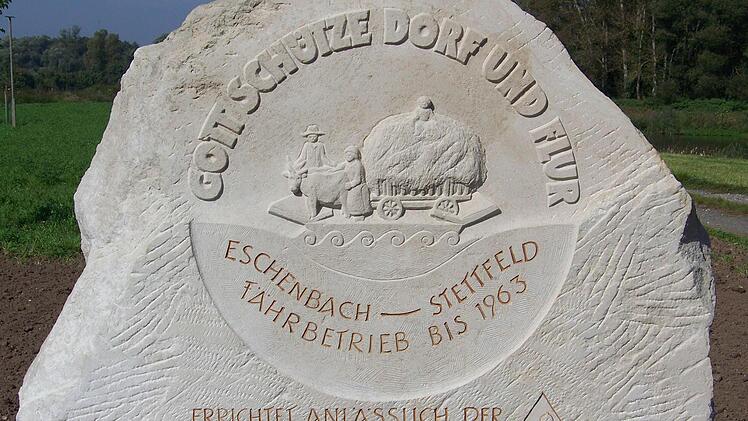 GOTT SCHÜTZE DORF UND FLUR
ESCHENBACH — STETTFELD
FÄHRBETRIEB BIS 1963
ERRICHTET ANLÄSSLICH DER